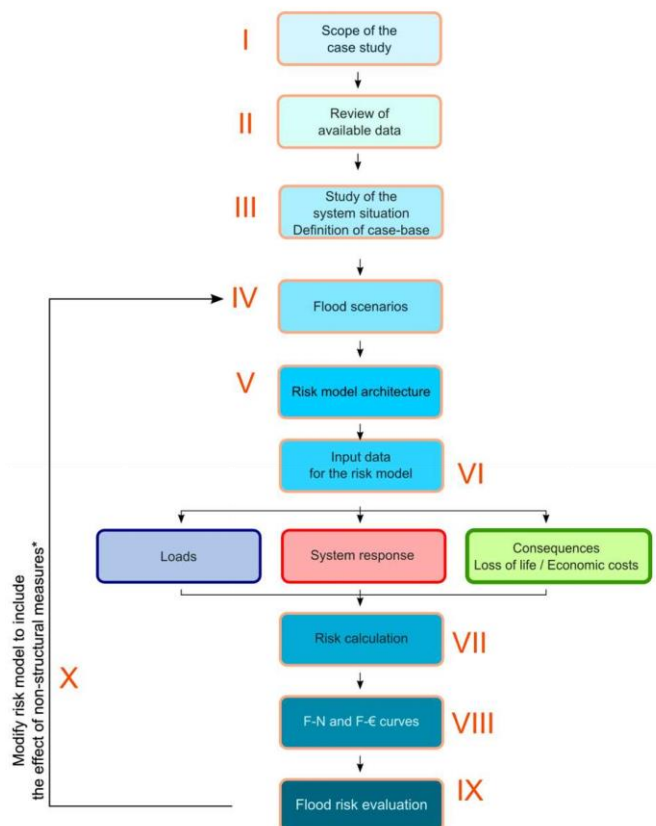 I
Scope of the
case study
II
Review of
available data
III
Study of the
system situation
Definition of case-base
IV
Flood scenarios
V
Risk model architecture
Input data
for the risk model
VI
Loads
System response
Consequences
Loss of life / Economic costs
Risk calculation
VII
F-N and F-€ curves
VIII
Flood risk evaluation
IX
X
Modify risk model to include
the effect of non-structural measures*